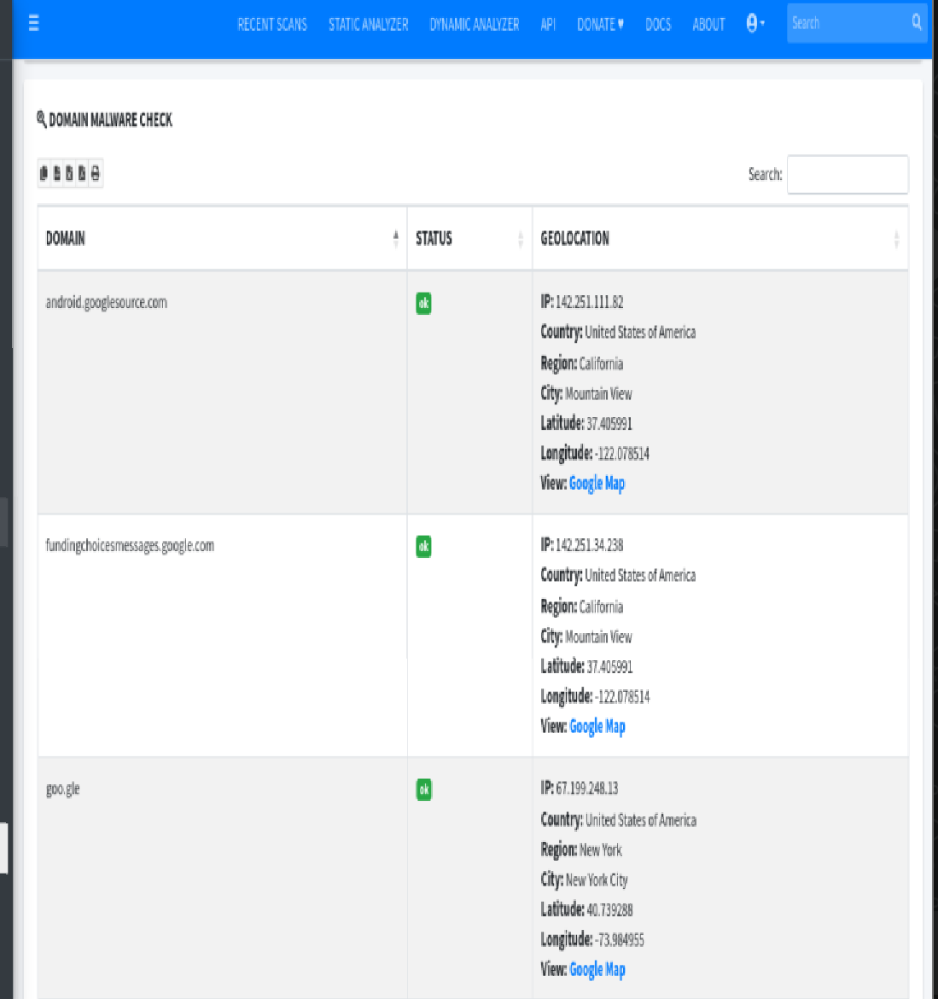 RECENT SCANS STATIC ANALYZER DYNAMIC ANALYZER API DONATE ♥ DOCS ABOUT Search
DOMAIN MALWARE CHECK
Search:
DOMAIN STATUS GEOLOCATION
android.googlesource.com ok IP: 142.251.111.82
Country: United States of America
Region: California
City: Mountain View
Latitude: 37.405991
Longitude: -122.078514
View: Google Map
fundingchoicesmessages.google.com ok IP: 142.251.34.238
Country: United States of America
Region: California
City: Mountain View
Latitude: 37.405991
Longitude: -122.078514
View: Google Map
goo.gle ok IP: 67.199.248.13
Country: United States of America
Region: New York
City: New York City
Latitude: 40.739288
Longitude: -73.984955
View: Google Map